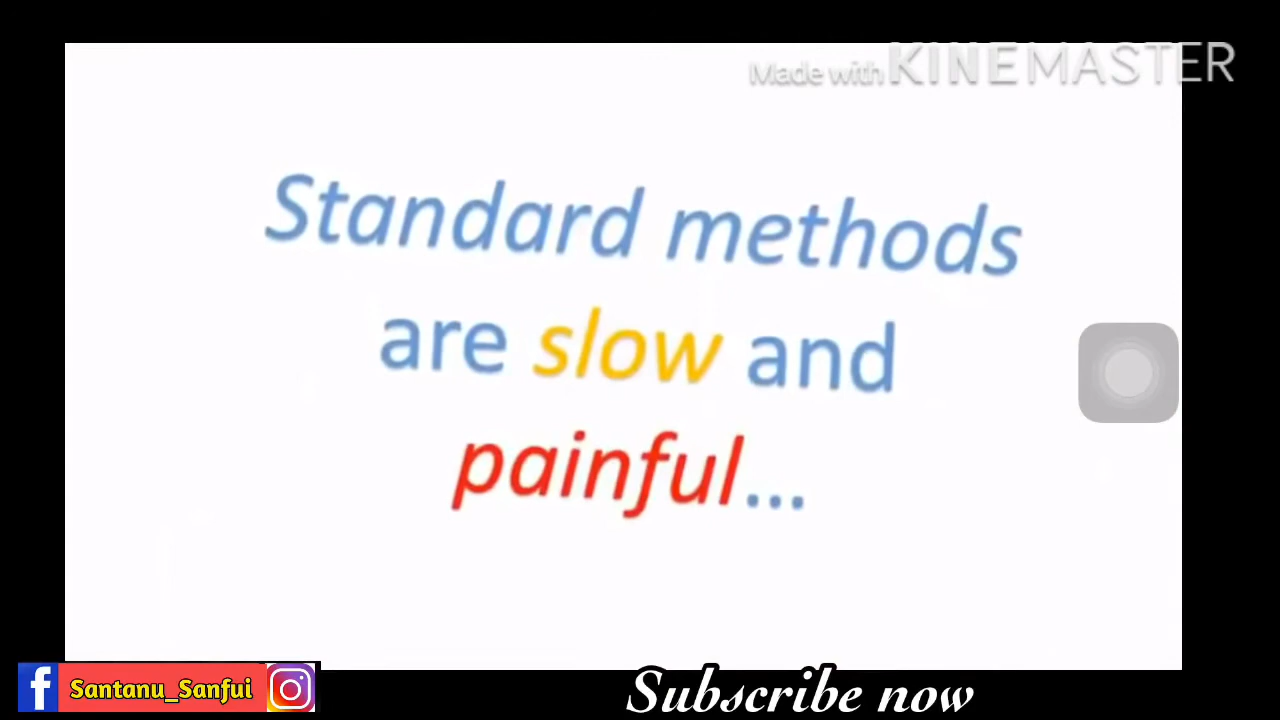 Made with KINEMASTER
Standard methods
are slow and
painful...
Santanu_Sanfui
Subscribe now